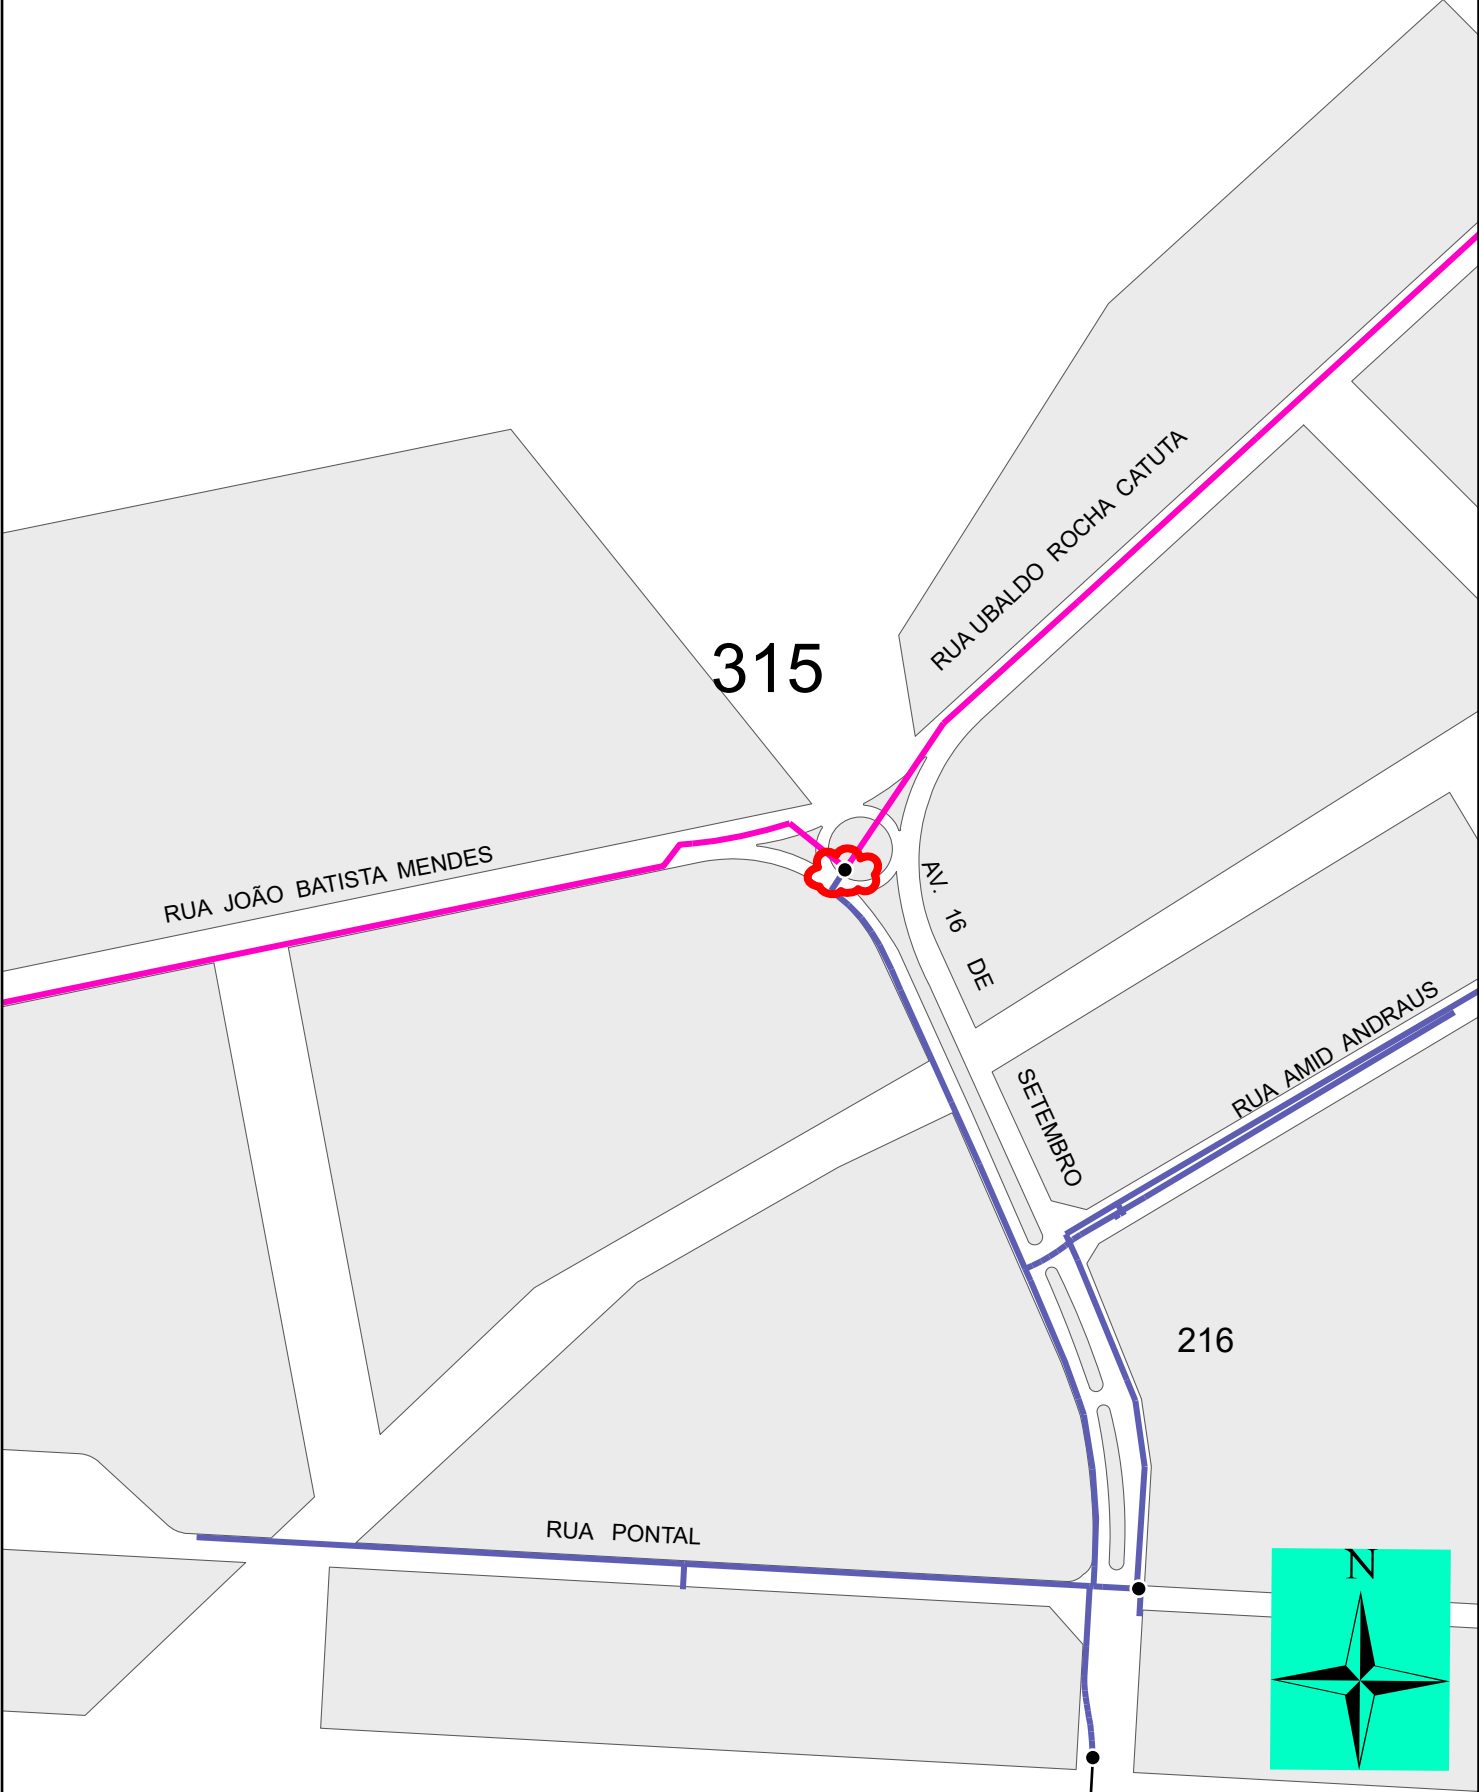 RUA UBALDO ROCHA CATUTA
315
RUA JOÃO BATISTA MENDES
AV. 16 DE
SETEMBRO
RUA AMID ANDRAUS
216
RUA PONTAL
N